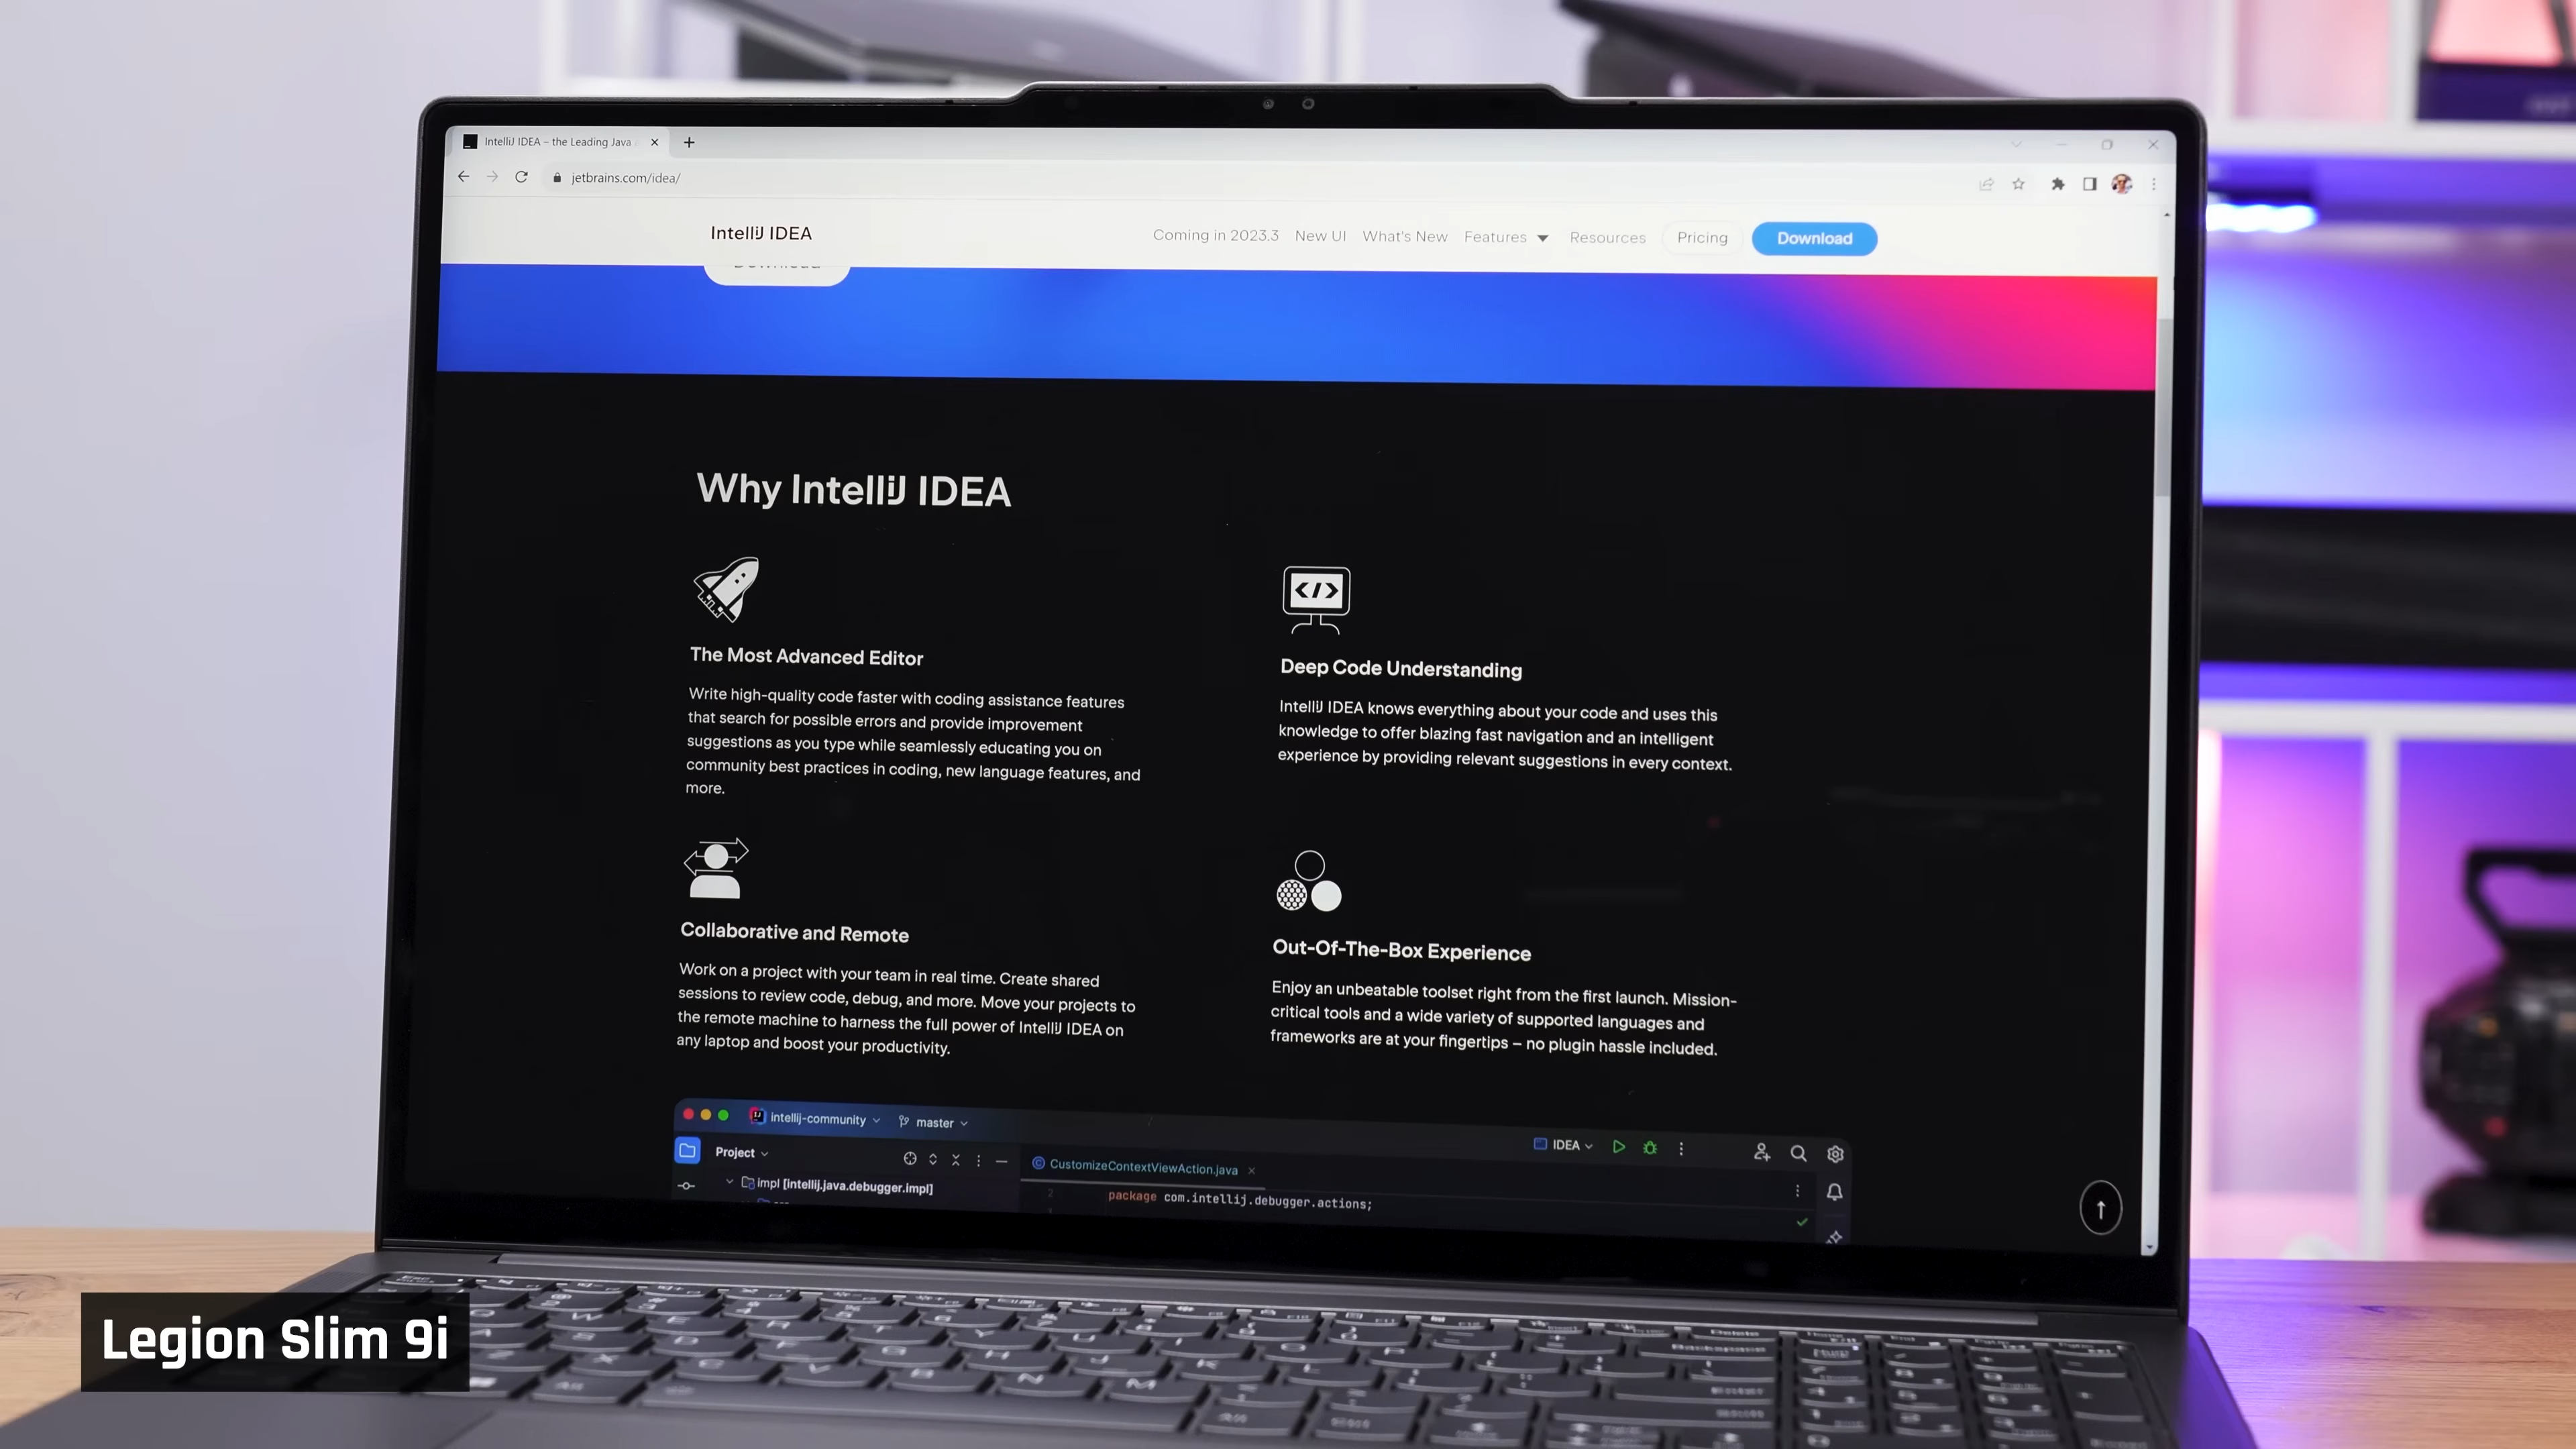 IntelliJ IDEA – the Leading Java
jetbrains.com/idea/
IntelliJ IDEA
Coming in 2023.3
New UI
What's New
Features
Resources
Pricing
Download
Download
Why IntelliJ IDEA
The Most Advanced Editor
Write high-quality code faster with coding assistance features
that search for possible errors and provide improvement
suggestions as you type while seamlessly educating you on
community best practices in coding, new language features, and
more.
Deep Code Understanding
IntelliJ IDEA knows everything about your code and uses this
knowledge to offer blazing fast navigation and an intelligent
experience by providing relevant suggestions in every context.
Collaborative and Remote
Work on a project with your team in real time. Create shared
sessions to review code, debug, and more. Move your projects to
the remote machine to harness the full power of IntelliJ IDEA on
any laptop and boost your productivity.
Out-Of-The-Box Experience
Enjoy an unbeatable toolset right from the first launch. Mission-
critical tools and a wide variety of supported languages and
frameworks are at your fingertips – no plugin hassle included.
intellij-community
master
IDEA
Project
CustomizeContextViewAction.java
impl [intellij.java.debugger.impl]
2 package com.intellij.debugger.actions;
Legion Slim 9i